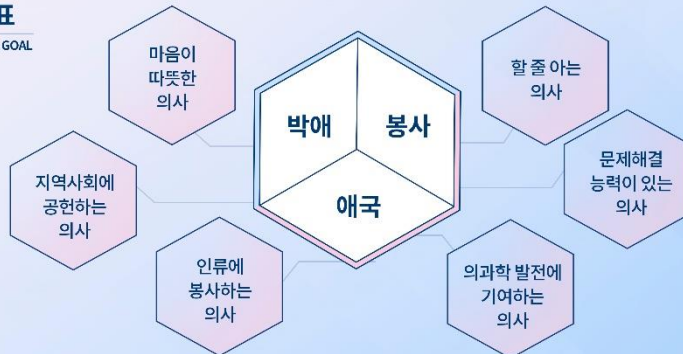 표
GOAL
마음이
따뜻한
의사
지역사회에
공헌하는
의사
인류에
봉사하는
의사
박애
봉사
애국
할 줄 아는
의사
문제해결
능력이 있는
의사
의과학 발전에
기여하는
의사